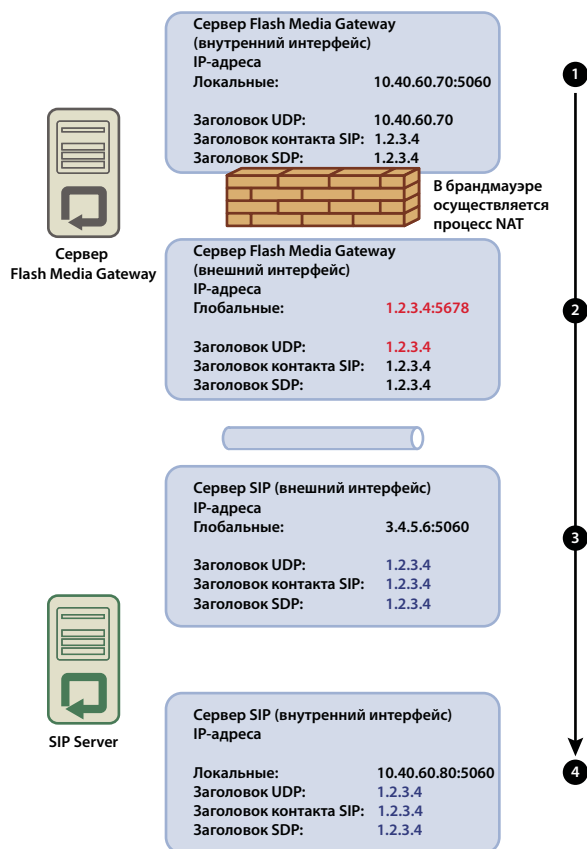 Сервер Flash Media Gateway
(внутренний интерфейс)
IP-адреса
Локальные: 10.40.60.70:5060
Заголовок UDP: 10.40.60.70
Заголовок контакта SIP: 1.2.3.4
Заголовок SDP: 1.2.3.4
1
В брандмауэре
осуществляется
процесс NAT
Сервер
Flash Media Gateway
Сервер Flash Media Gateway
(внешний интерфейс)
IP-адреса
Глобальные: 1.2.3.4:5678
Заголовок UDP: 1.2.3.4
Заголовок контакта SIP: 1.2.3.4
Заголовок SDP: 1.2.3.4
2
Сервер SIP (внешний интерфейс)
IP-адреса
Глобальные: 3.4.5.6:5060
Заголовок UDP: 1.2.3.4
Заголовок контакта SIP: 1.2.3.4
Заголовок SDP: 1.2.3.4
3
SIP Server
Сервер SIP (внутренний интерфейс)
IP-адреса
Локальные: 10.40.60.80:5060
Заголовок UDP: 1.2.3.4
Заголовок контакта SIP: 1.2.3.4
Заголовок SDP: 1.2.3.4
4